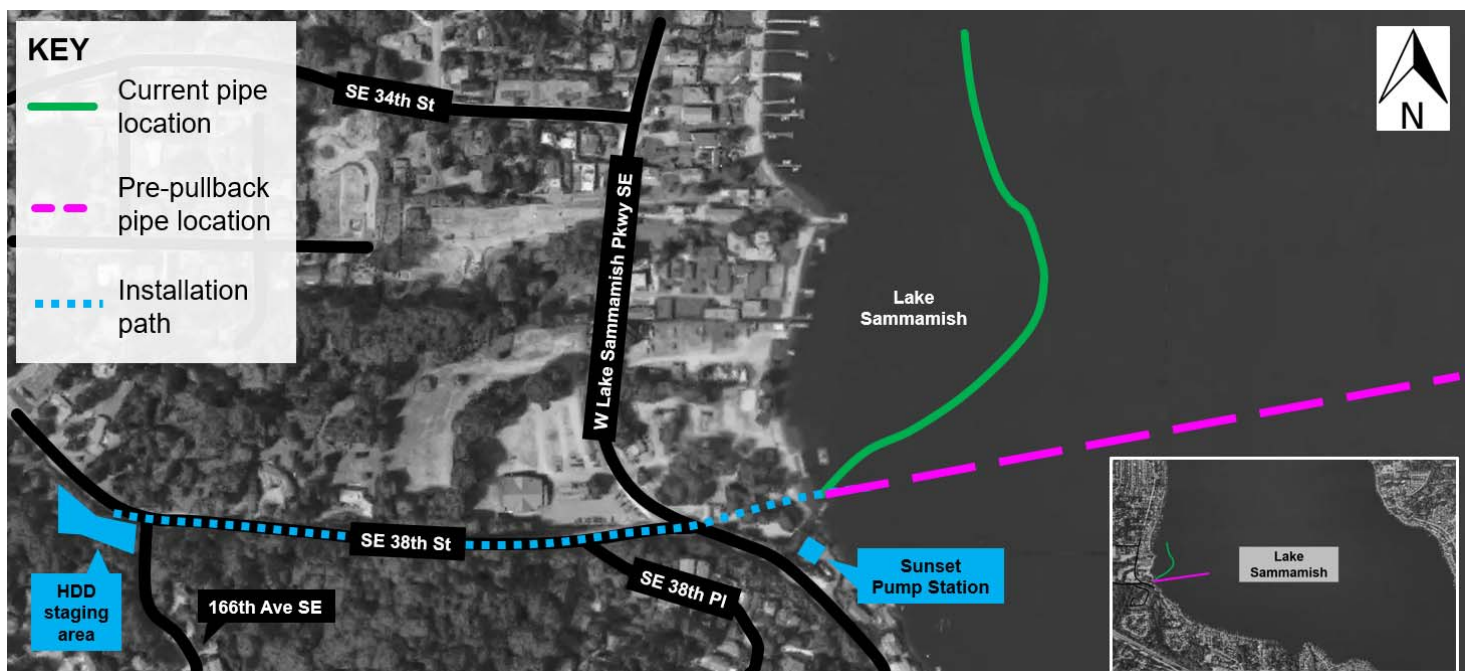 KEY
Current pipe
location
Pre-pullback
pipe location
Installation
path
SE 34th St
W Lake Sammamish Pkwy SE
Lake
Sammamish
N
SE 38th St
SE 38th Pl
HDD
staging
area
166th Ave SE
Sunset
Pump Station
Lake
Sammamish